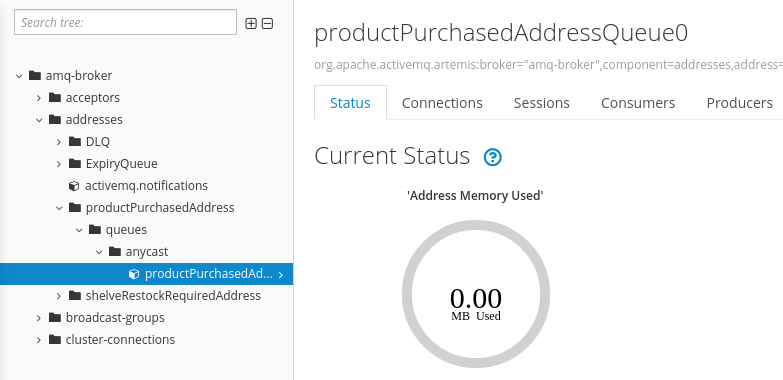 Search tree:
amq-broker
acceptors
addresses
DLQ
ExpiryQueue
activemq.notifications
productPurchasedAddress
queues
anycast
productPurchasedAd...
shelveRestockRequiredAddress
broadcast-groups
cluster-connections
productPurchasedAddressQueue0
org.apache.activemq.artemis:broker="amq-broker",component=addresses,address=
Status Connections Sessions Consumers Producers
Current Status
'Address Memory Used'
0.00
MB Used